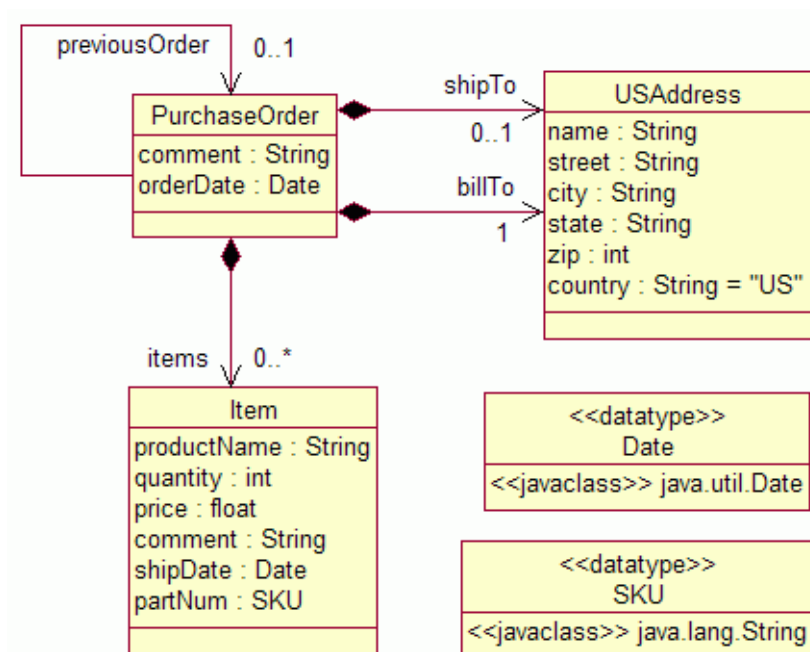 previousOrder
0..1
PurchaseOrder
comment : String
orderDate : Date
shipTo
0..1
billTo
1
USAddress
name : String
street : String
city : String
state : String
zip : int
country : String = "US"
items
0..*
Item
productName : String
quantity : int
price : float
comment : String
shipDate : Date
partNum : SKU
<<datatype>>
Date
<<javaclass>> java.util.Date
<<datatype>>
SKU
<<javaclass>> java.lang.String